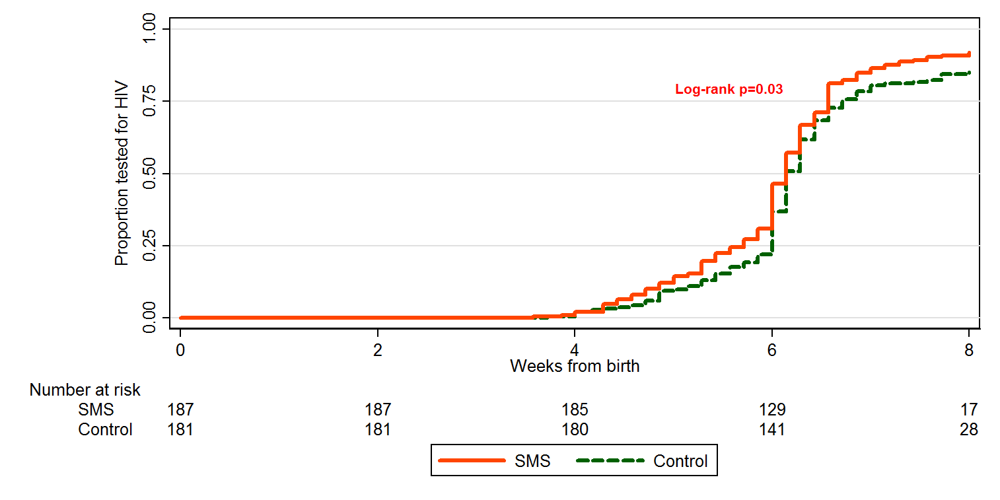 1.00
0.75
0.50
0.25
0.00
Proportion tested for HIV
Log-rank p=0.03
0 2 4 6 8
Weeks from birth
Number at risk
SMS 187 187 185 129 17
Control 181 181 180 141 28
SMS Control